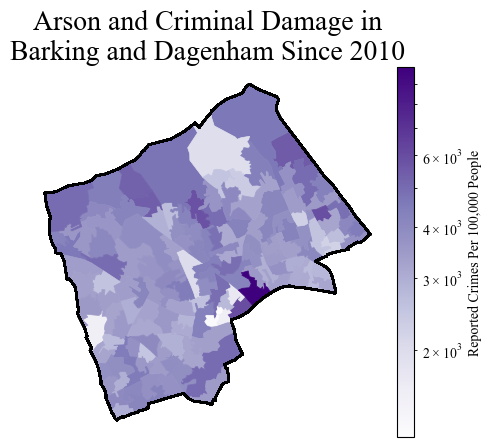 Arson and Criminal Damage in
Barking and Dagenham Since 2010
6 × 10³
4 × 10³
3 × 10³
2 × 10³
Reported Crimes Per 100,000 People